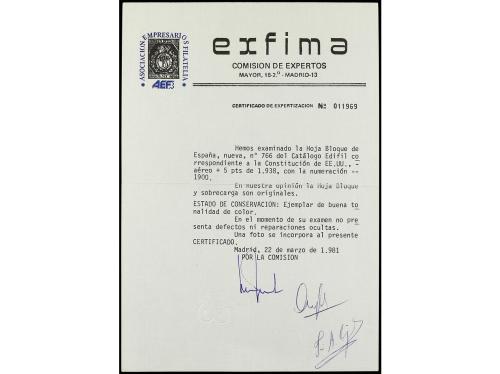 ASOCIACION EMPRESARIOS FILATELIA
AEF
exfima
COMISION DE EXPERTOS
MAYOR, 18-2.º - MADRID-13
CERTIFICADO DE EXPERTIZACION Nº 011969
Hemos examinado la Hoja Bloque de
España, nueva, nº 766 del Catálogo Edifil co
rrespondiente a la Constitución de EE.UU., -
aéreo + 5 pts de 1.938, con la numeración --
1900.
En nuestra opinión la Hoja Bloque
y sobrecarga son originales.
ESTADO DE CONSERVACION: Ejemplar de buena to
nalidad de color.
En el momento de su examen no pre
senta defectos ni reparaciones ocultas.
Una foto se incorpora al presente
CERTIFICADO.
Madrid, 22 de marzo de 1.981
POR LA COMISION